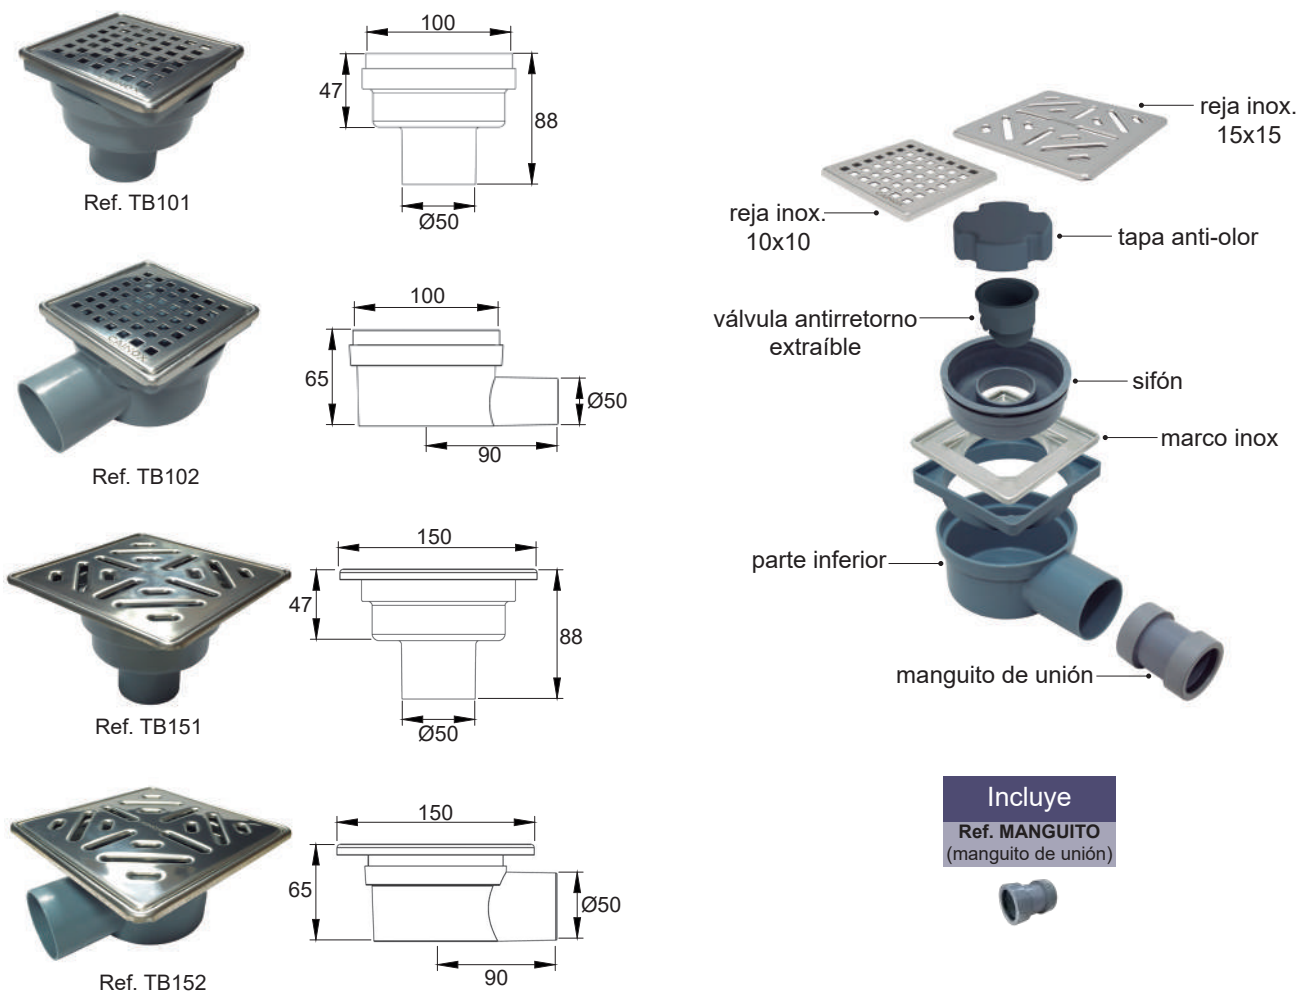 100
47
88
Ø50
Ref. TB101
100
65
Ø50
90
Ref. TB102
150
47
88
Ø50
Ref. TB151
150
65
Ø50
90
Ref. TB152
reja inox.
15x15
reja inox.
10x10
tapa anti-olor
válvula antirretorno
extraíble
sifón
marco inox
parte inferior
manguito de unión
Incluye
Ref. MANGUITO
(manguito de unión)